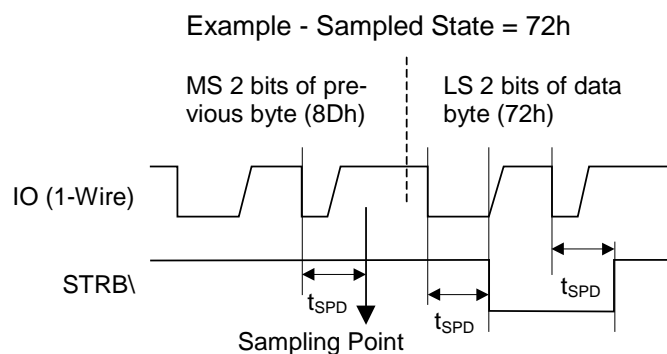 Example - Sampled State = 72h
MS 2 bits of pre-
vious byte (8Dh)
LS 2 bits of data
byte (72h)
IO (1-Wire)
STRB\
tSPD
tSPD
tSPD
Sampling Point